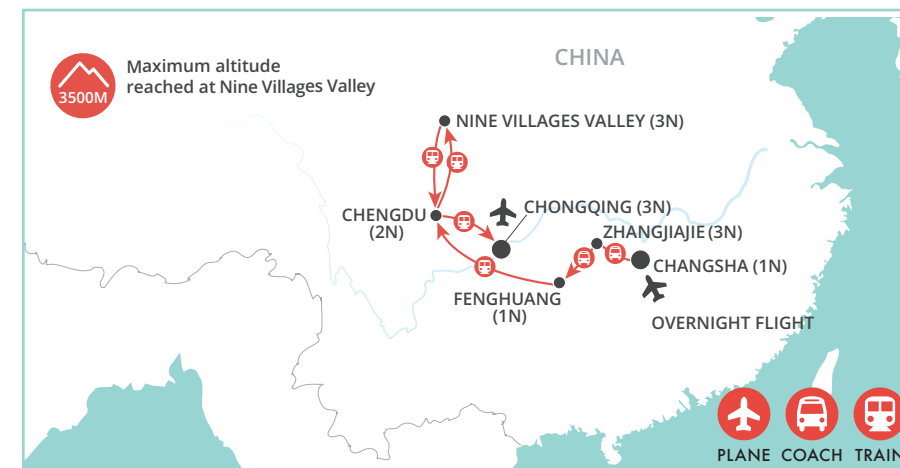 CHINA
Maximum altitude
reached at Nine Villages Valley
3500M
NINE VILLAGES VALLEY (3N)
CHENGDU
(2N)
CHONGQING (3N)
ZHANGJIAJIE (3N)
CHANGSHA (1N)
FENGHUANG
(1N)
OVERNIGHT FLIGHT
PLANE COACH TRAIN